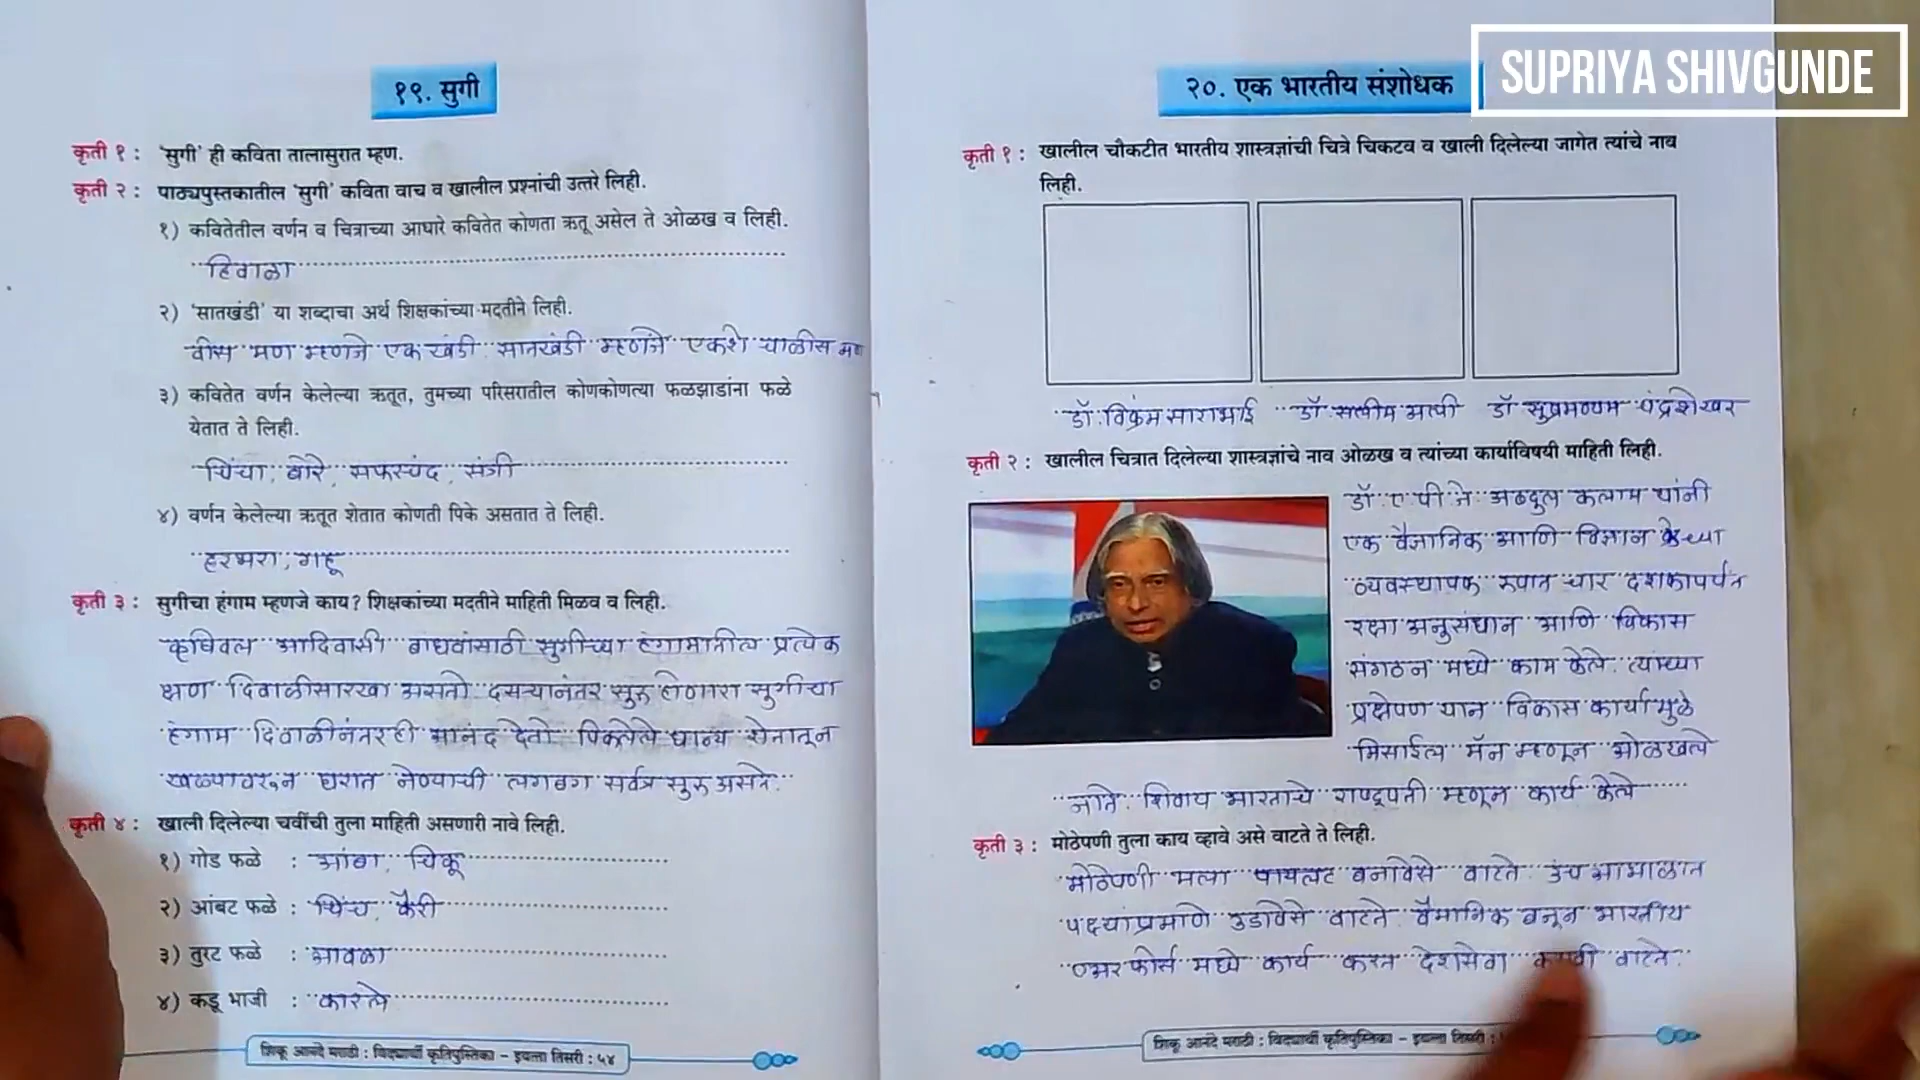 SUPRIYA SHIVGUNDE
१९. सुगी
कृती १ : 'सुगी' ही कविता तालासुरात म्हण.
कृती २ : पाठ्यपुस्तकातील 'सुगी' कविता वाच व खालील प्रश्नांची उत्तरे लिही.
१) कवितेतील वर्णन व चित्राच्या आधारे कवितेत कोणता ऋतू असेल ते ओळख व लिही.
हिवाळा
२) 'सातखंडी' या शब्दाचा अर्थ शिक्षकांच्या मदतीने लिही.
वीस मण म्हणजे एक खंडी सातखंडी म्हणजे एकशे चाळीस मण
३) कवितेत वर्णन केलेल्या ऋतूत, तुमच्या परिसरातील कोणकोणत्या फळझाडांना फळे
येतात ते लिही.
चिंचा, बोरे, सफरचंद, संत्री
४) वर्णन केलेल्या ऋतूत शेतात कोणती पिके असतात ते लिही.
हरभरा, गहू
कृती ३ : सुगीचा हंगाम म्हणजे काय? शिक्षकांच्या मदतीने माहिती मिळव व लिही.
कृषिवल आदिवासी बांधवांसाठी सुगीच्या हंगामातील प्रत्येक
क्षण दिवाळीसारखा असतो. दसऱ्यानंतर सुरु होणारा सुगीचा
हंगाम दिवाळीनंतरही आनंद देतो. पिकलेले धान्य शेतातून
खळ्यावरून घरात नेण्याची लगबग सर्वत्र सुरु असते.
कृती ४ : खाली दिलेल्या चवींची तुला माहिती असणारी नावे लिही.
१) गोड फळे : आंबा, चिकू
२) आंबट फळे : चिंच, कैरी
३) तुरट फळे : आवळा
४) कडू भाजी : कारले
शिकू आनंदे मराठी : विद्यार्थी कृतिपुस्तिका - इयत्ता तिसरी : ५४
२०. एक भारतीय संशोधक
कृती १ : खालील चौकटीत भारतीय शास्त्रज्ञांची चित्रे चिकटव व खाली दिलेल्या जागेत त्यांचे नाव
लिही.
डॉ. विक्रम साराभाई डॉ. सलीम अली डॉ सुब्रमण्यम चंद्रशेखर
कृती २ : खालील चित्रात दिलेल्या शास्त्रज्ञांचे नाव ओळख व त्यांच्या कार्याविषयी माहिती लिही.
डॉ. ए. पी. जे अब्दुल कलाम यांनी
एक वैज्ञानिक आणि विज्ञान
व्यवस्थापक रूपात चार दशकापर्यंत
रक्षा अनुसंधान आणि विकास
संगठन मध्ये काम केले. त्यांच्या
प्रक्षेपण यान विकास कार्यामुळे
मिसाईल मॅन म्हणून ओळखले
जाते. शिवाय भारताचे राष्ट्रपती म्हणून कार्य केले
कृती ३ : मोठेपणी तुला काय व्हावे असे वाटते ते लिही.
मोठेपणी मला पायलट बनावेसे वाटते. उंच आभाळात
पक्ष्यांप्रमाणे उडावेसे वाटते. वैमानिक बनून भारतीय
एअर फोर्स मध्ये कार्य करत देशसेवा वाटते.
शिकू आनंदे मराठी : विद्यार्थी कृतिपुस्तिका - इयत्ता तिसरी :